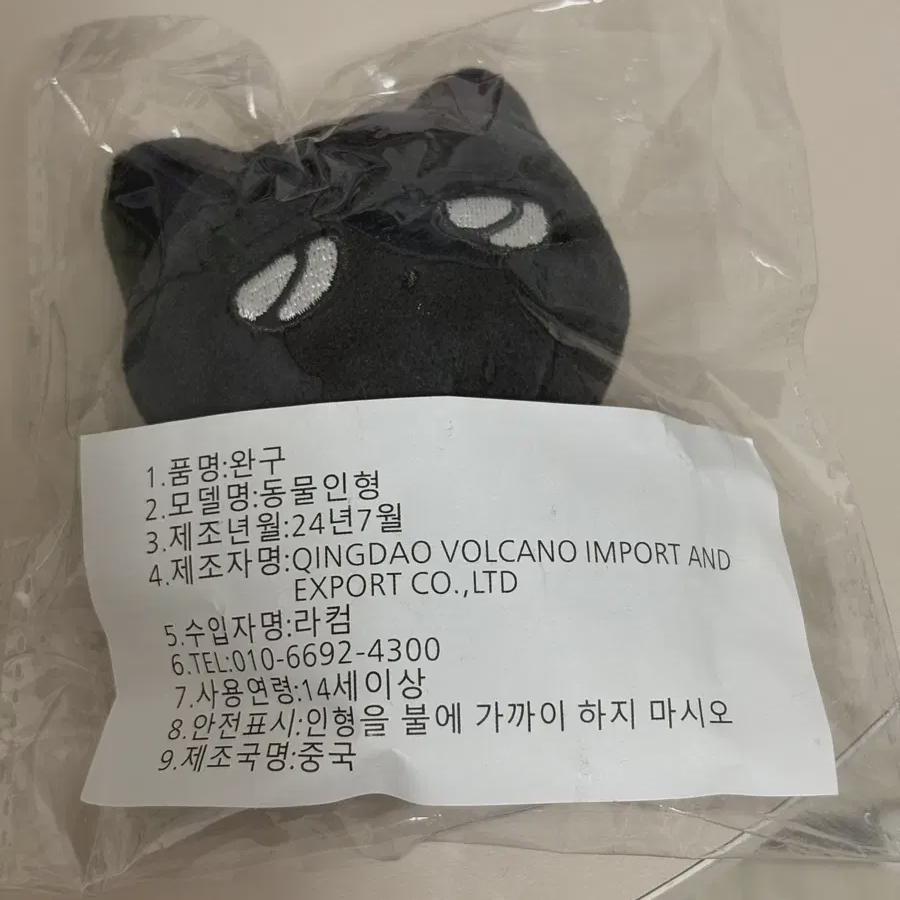 1.품명:완구
2.모델명:동물인형
3.제조년월:24년7월
4.제조자명:QINGDAO VOLCANO IMPORT AND
EXPORT CO.,LTD
5.수입자명:라컴
6.TEL:010-6692-4300
7.사용연령:14세이상
8.안전표시:인형을 불에 가까이 하지 마시오
9.제조국명:중국